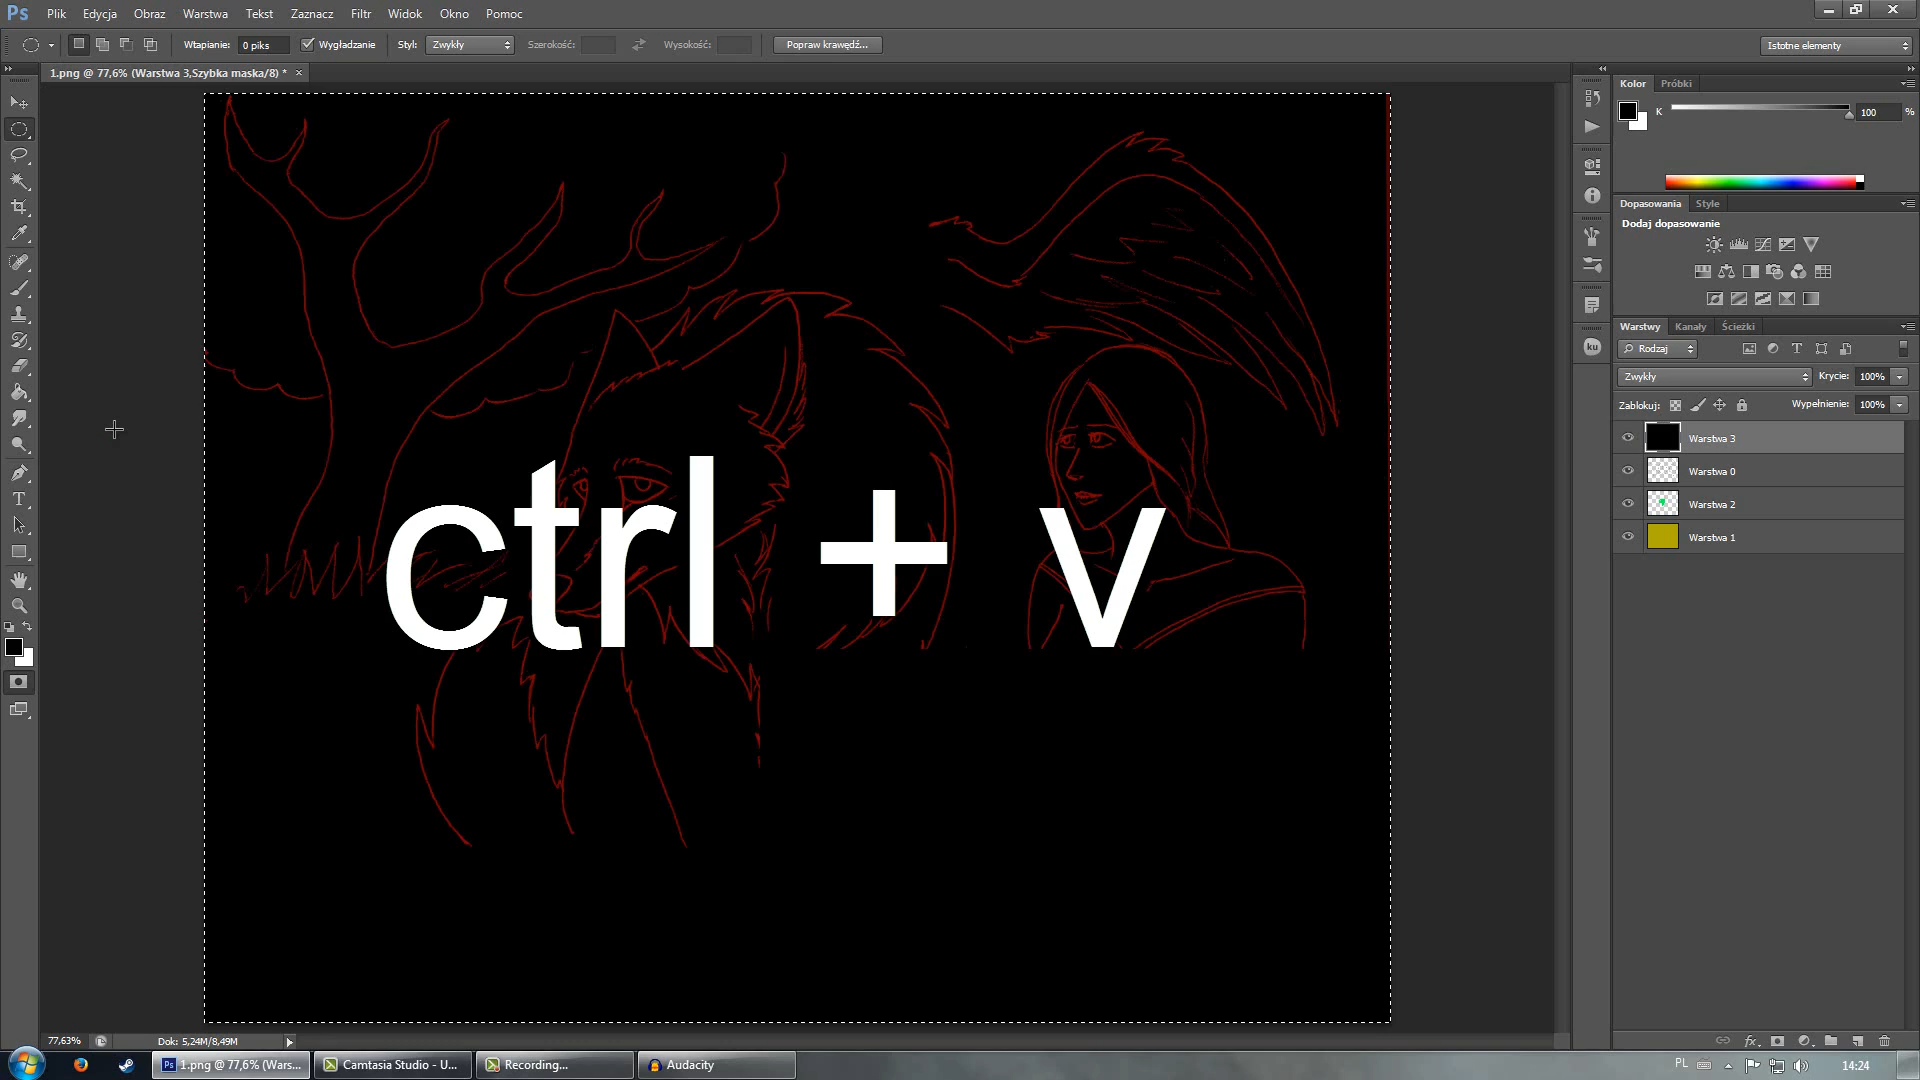 Ps Plik Edycja Obraz Warstwa Tekst Zaznacz Filtr Widok Okno Pomoc
Wtapianie: 0 piks Wygładzanie Styl: Zwykły Szerokość: Wysokość: Popraw krawędź... Istotne elementy
1.png @ 77,6% (Warstwa 3,Szybka maska/8) * ×
Kolor Próbki
K 100 %
Dopasowania Style
Dodaj dopasowanie
Warstwy Kanały Ścieżki
Rodzaj
Zwykły Krycie: 100%
Zablokuj: Wypełnienie: 100%
Warstwa 3
Warstwa 0
Warstwa 2
Warstwa 1
ku
ctrl + v
77,63% Dok: 5,24M/8,49M
fx
Ps 1.png @ 77,6% (Wars... Camtasia Studio - U... Recording... Audacity PL 14:24